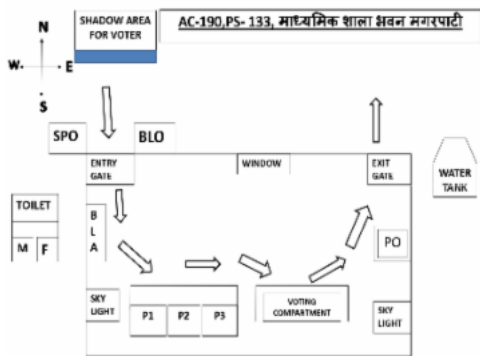 N
SHADOW AREA
FOR VOTER
AC-190,PS- 133, माध्यमिक शाला भवन मगरपाटी
W. E
S
SPO
BLO
ENTRY
GATE
WINDOW
EXIT
GATE
WATER
TANK
TOILET
M F
B
L
A
PO
SKY
LIGHT
P1 P2 P3
VOTING
COMPARTMENT
SKY
LIGHT